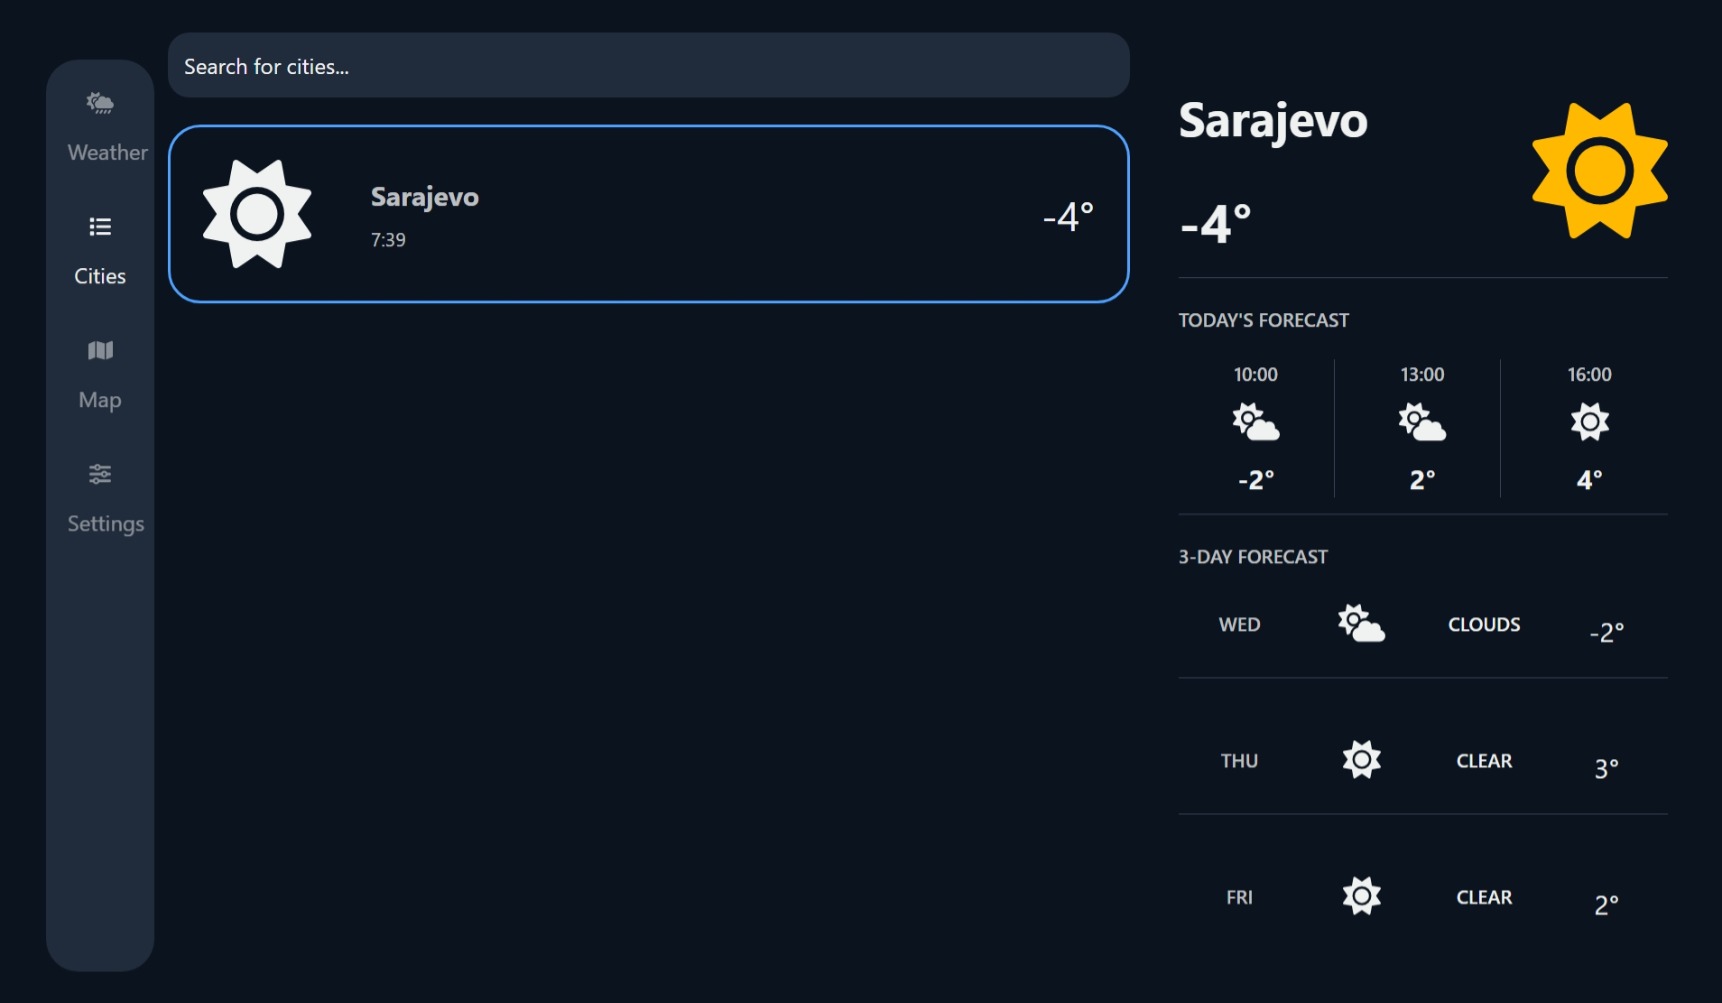 Search for cities...
Weather
Cities
Map
Settings
Sarajevo
7:39
-4°
Sarajevo
-4°
TODAY'S FORECAST
10:00 13:00 16:00
-2° 2° 4°
3-DAY FORECAST
WED CLOUDS -2°
THU CLEAR 3°
FRI CLEAR 2°